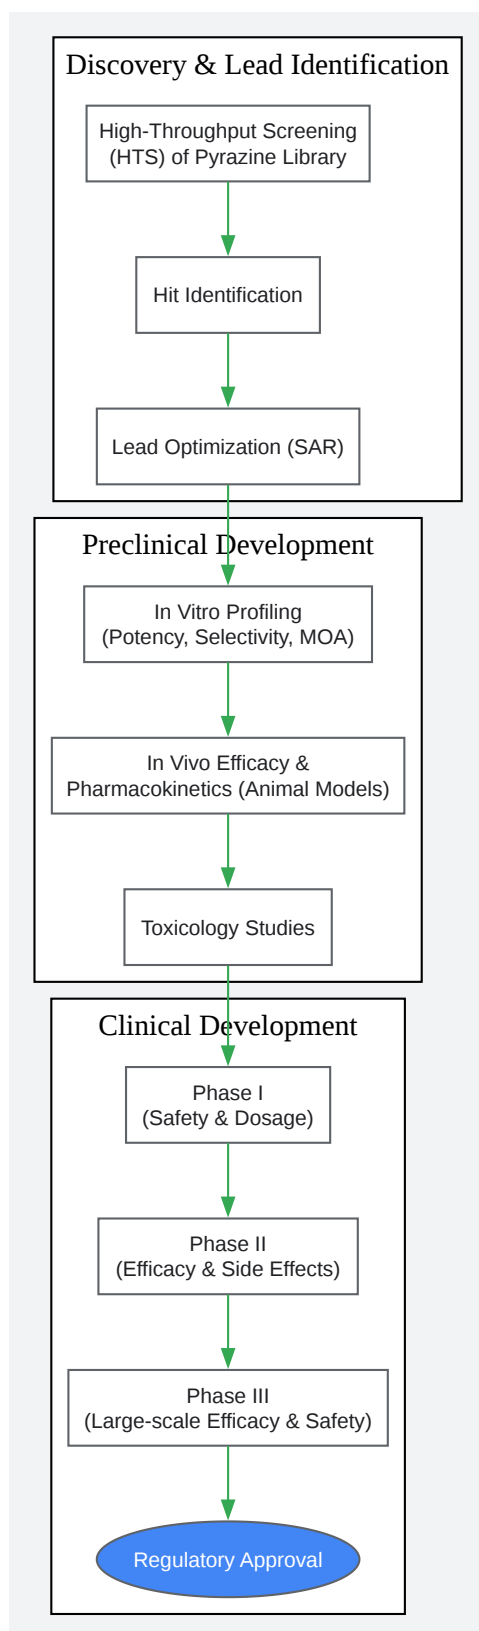 Discovery & Lead Identification
High-Throughput Screening
(HTS) of Pyrazine Library
Hit Identification
Lead Optimization (SAR)
Preclinical Development
In Vitro Profiling
(Potency, Selectivity, MOA)
In Vivo Efficacy &
Pharmacokinetics (Animal Models)
Toxicology Studies
Clinical Development
Phase I
(Safety & Dosage)
Phase II
(Efficacy & Side Effects)
Phase III
(Large-scale Efficacy & Safety)
Regulatory Approval